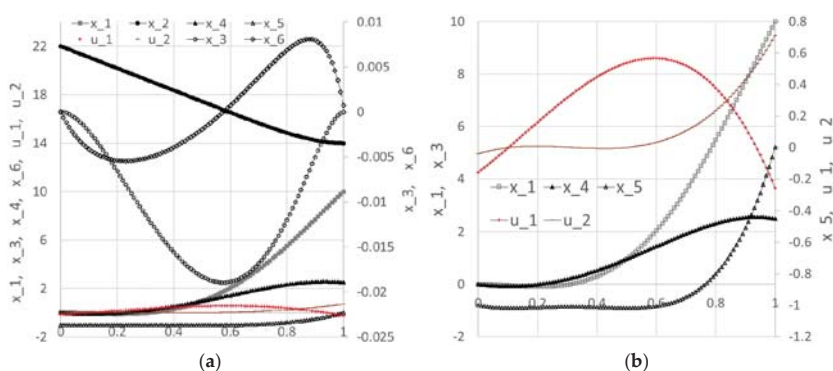 x_1 x_2 x_4 x_5
u_1 u_2 x_3 x_6
22
18
14
10
6
2
-2
0.01
0.005
0
-0.005
-0.01
-0.015
-0.02
-0.025
0 0.2 0.4 0.6 0.8 1
x_1, x_3, x_4, x_6, u_1, u_2
x_3, x_6
(a)
10
8
6
4
2
0
-2
0.8
0.6
0.4
0.2
0
-0.2
-0.4
-0.6
-0.8
-1
-1.2
0 0.2 0.4 0.6 0.8 1
x_1 x_4 x_5
u_1 u_2
x_1, x_3
x 5, u 1, u 2
(b)